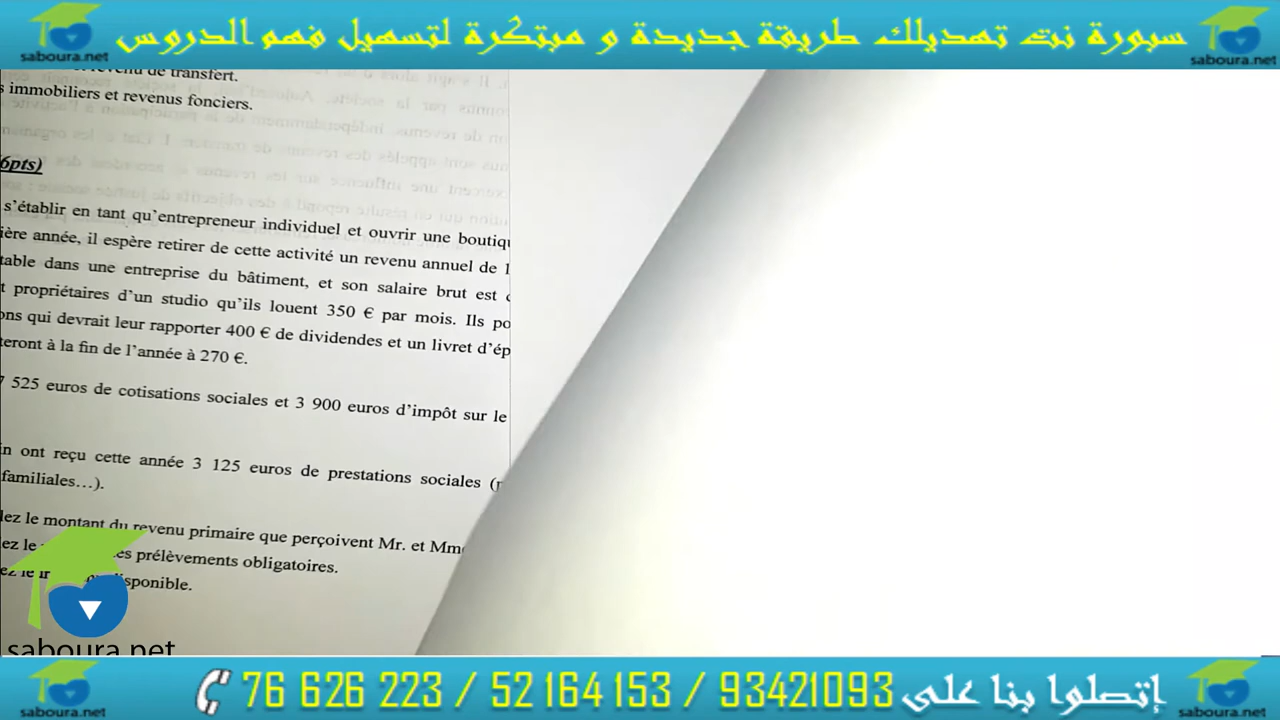 سبورة نت تهديلك طريقة جديدة و مبتكرة لتسهيل فهم الدروس
saboura.net
saboura.net
revenu de transfert.
s immobiliers et revenus fonciers.
6pts)
s'établir en tant qu'entrepreneur individuel et ouvrir une boutiqu
ière année, il espère retirer de cette activité un revenu annuel de 1
table dans une entreprise du bâtiment, et son salaire brut est
t propriétaires d'un studio qu'ils louent 350 € par mois. Ils po
ons qui devrait leur rapporter 400 € de dividendes et un livret d'ép
teront à la fin de l'année à 270 €.
7 525 euros de cotisations sociales et 3 900 euros d'impôt sur le
in ont reçu cette année 3 125 euros de prestations sociales (
familiales…).
lez le montant du revenu primaire que perçoivent Mr. et Mme
ez le es prélèvements obligatoires.
disponible.
saboura.net
76 626 223 / 52 164 153 / 93421093 إتصلوا بنا على
saboura.net
saboura.net